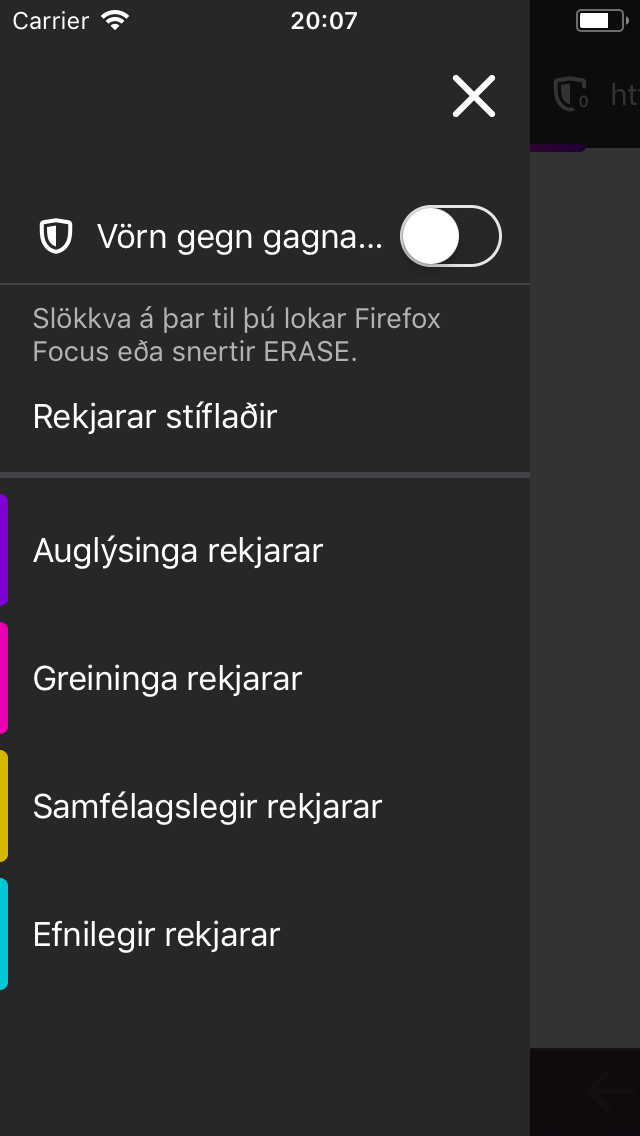 Carrier 20:07
0 ht
Vörn gegn gagna...
Slökkva á þar til þú lokar Firefox
Focus eða snertir ERASE.
Rekjarar stíflaðir
Auglýsinga rekjarar
Greininga rekjarar
Samfélagslegir rekjarar
Efnilegir rekjarar